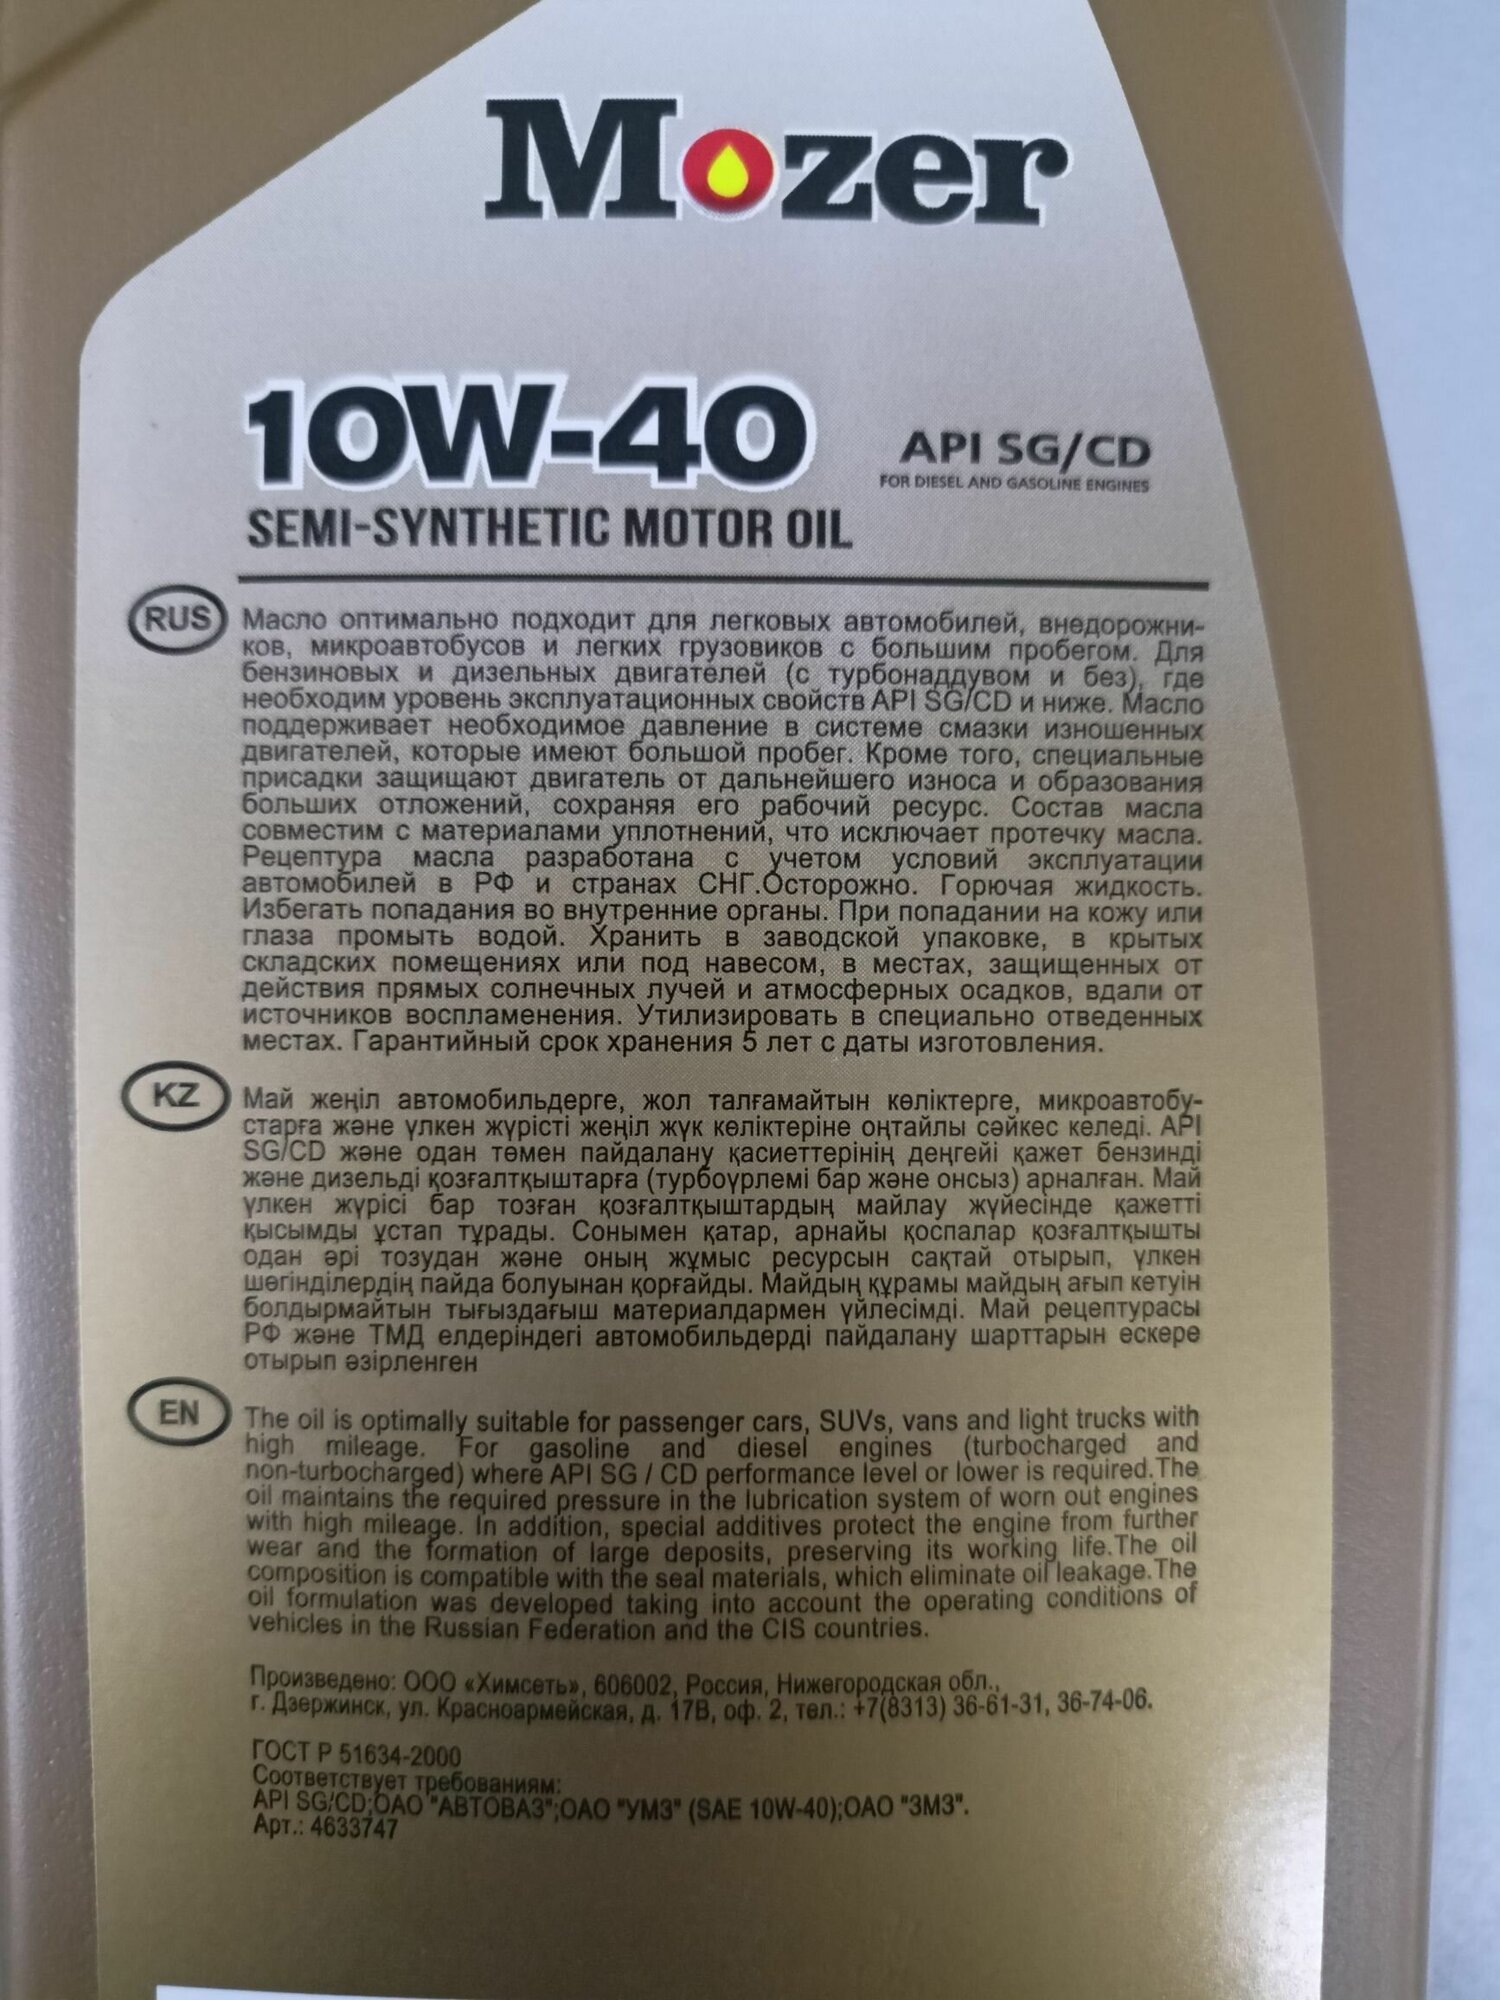 Mozer
10W-40
API SG/CD
FOR DIESEL AND GASOLINE ENGINES
SEMI-SYNTHETIC MOTOR OIL
RUS
Масло оптимально подходит для легковых автомобилей, внедорожни-
ков, микроавтобусов и легких грузовиков с большим пробегом. Для
бензиновых и дизельных двигателей (с турбонаддувом и без), где
необходим уровень эксплуатационных свойств API SG/CD и ниже. Масло
поддерживает необходимое давление в системе смазки изношенных
двигателей, которые имеют большой пробег. Кроме того, специальные
присадки защищают двигатель от дальнейшего износа и образования
больших отложений, сохраняя его рабочий ресурс. Состав масла
совместим с материалами уплотнений, что исключает протечку масла.
Рецептура масла разработана с учетом условий эксплуатации
автомобилей в РФ и странах СНГ.Осторожно. Горючая жидкость.
Избегать попадания во внутренние органы. При попадании на кожу или
глаза промыть водой. Хранить в заводской упаковке, в крытых
складских помещениях или под навесом, в местах, защищенных от
действия прямых солнечных лучей и атмосферных осадков, вдали от
источников воспламенения. Утилизировать в специально отведенных
местах. Гарантийный срок хранения 5 лет с даты изготовления.
KZ
Май жеңіл автомобильдерге, жол талғамайтын көліктерге, микроавтобу-
старға және үлкен жүрісті жеңіл жүк көліктеріне оңтайлы сәйкес келеді. API
SG/CD және одан төмен пайдалану қасиеттерінің деңгейі қажет бензинді
және дизельді қозғалтқыштарға (турбоүрлемі бар және онсыз) арналған. Май
үлкен жүрісі бар тозған қозғалтқыштардың майлау жүйесінде қажетті
қысымды ұстап тұрады. Сонымен қатар, арнайы қоспалар қозғалтқышты
одан әрі тозудан және оның жұмыс ресурсын сақтай отырып, үлкен
шөгінділердің пайда болуынан қорғайды. Майдың құрамы майдың ағып кетуін
болдырмайтын тығыздағыш материалдармен үйлесімді. Май рецептурасы
РФ және ТМД елдеріндегі автомобильдерді пайдалану шарттарын ескере
отырып әзірленген
EN
The oil is optimally suitable for passenger cars, SUVs, vans and light trucks with
high mileage. For gasoline and diesel engines (turbocharged and
non-turbocharged) where API SG / CD performance level or lower is required.The
oil maintains the required pressure in the lubrication system of worn out engines
with high mileage. In addition, special additives protect the engine from further
wear and the formation of large deposits, preserving its working life.The oil
composition is compatible with the seal materials, which eliminate oil leakage.The
oil formulation was developed taking into account the operating conditions of
vehicles in the Russian Federation and the CIS countries.
Произведено: ООО «Химсеть», 606002, Россия, Нижегородская обл.,
г. Дзержинск, ул. Красноармейская, д. 17В, оф. 2, тел.: +7(8313) 36-61-31, 36-74-06.
ГОСТ Р 51634-2000
Соответствует требованиям:
API SG/CD;ОАО "АВТОВАЗ";ОАО "УМЗ" (SAE 10W-40);ОАО "ЗМЗ".
Арт.: 4633747